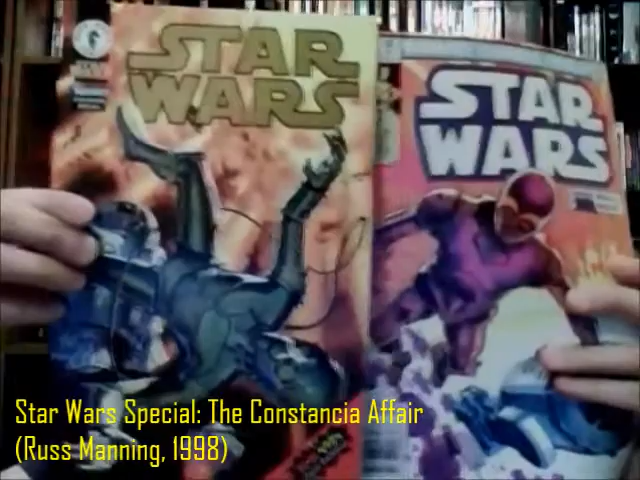 STAR
WARS
STAR
WARS
Star Wars Special: The Constancia Affair
(Russ Manning, 1998)